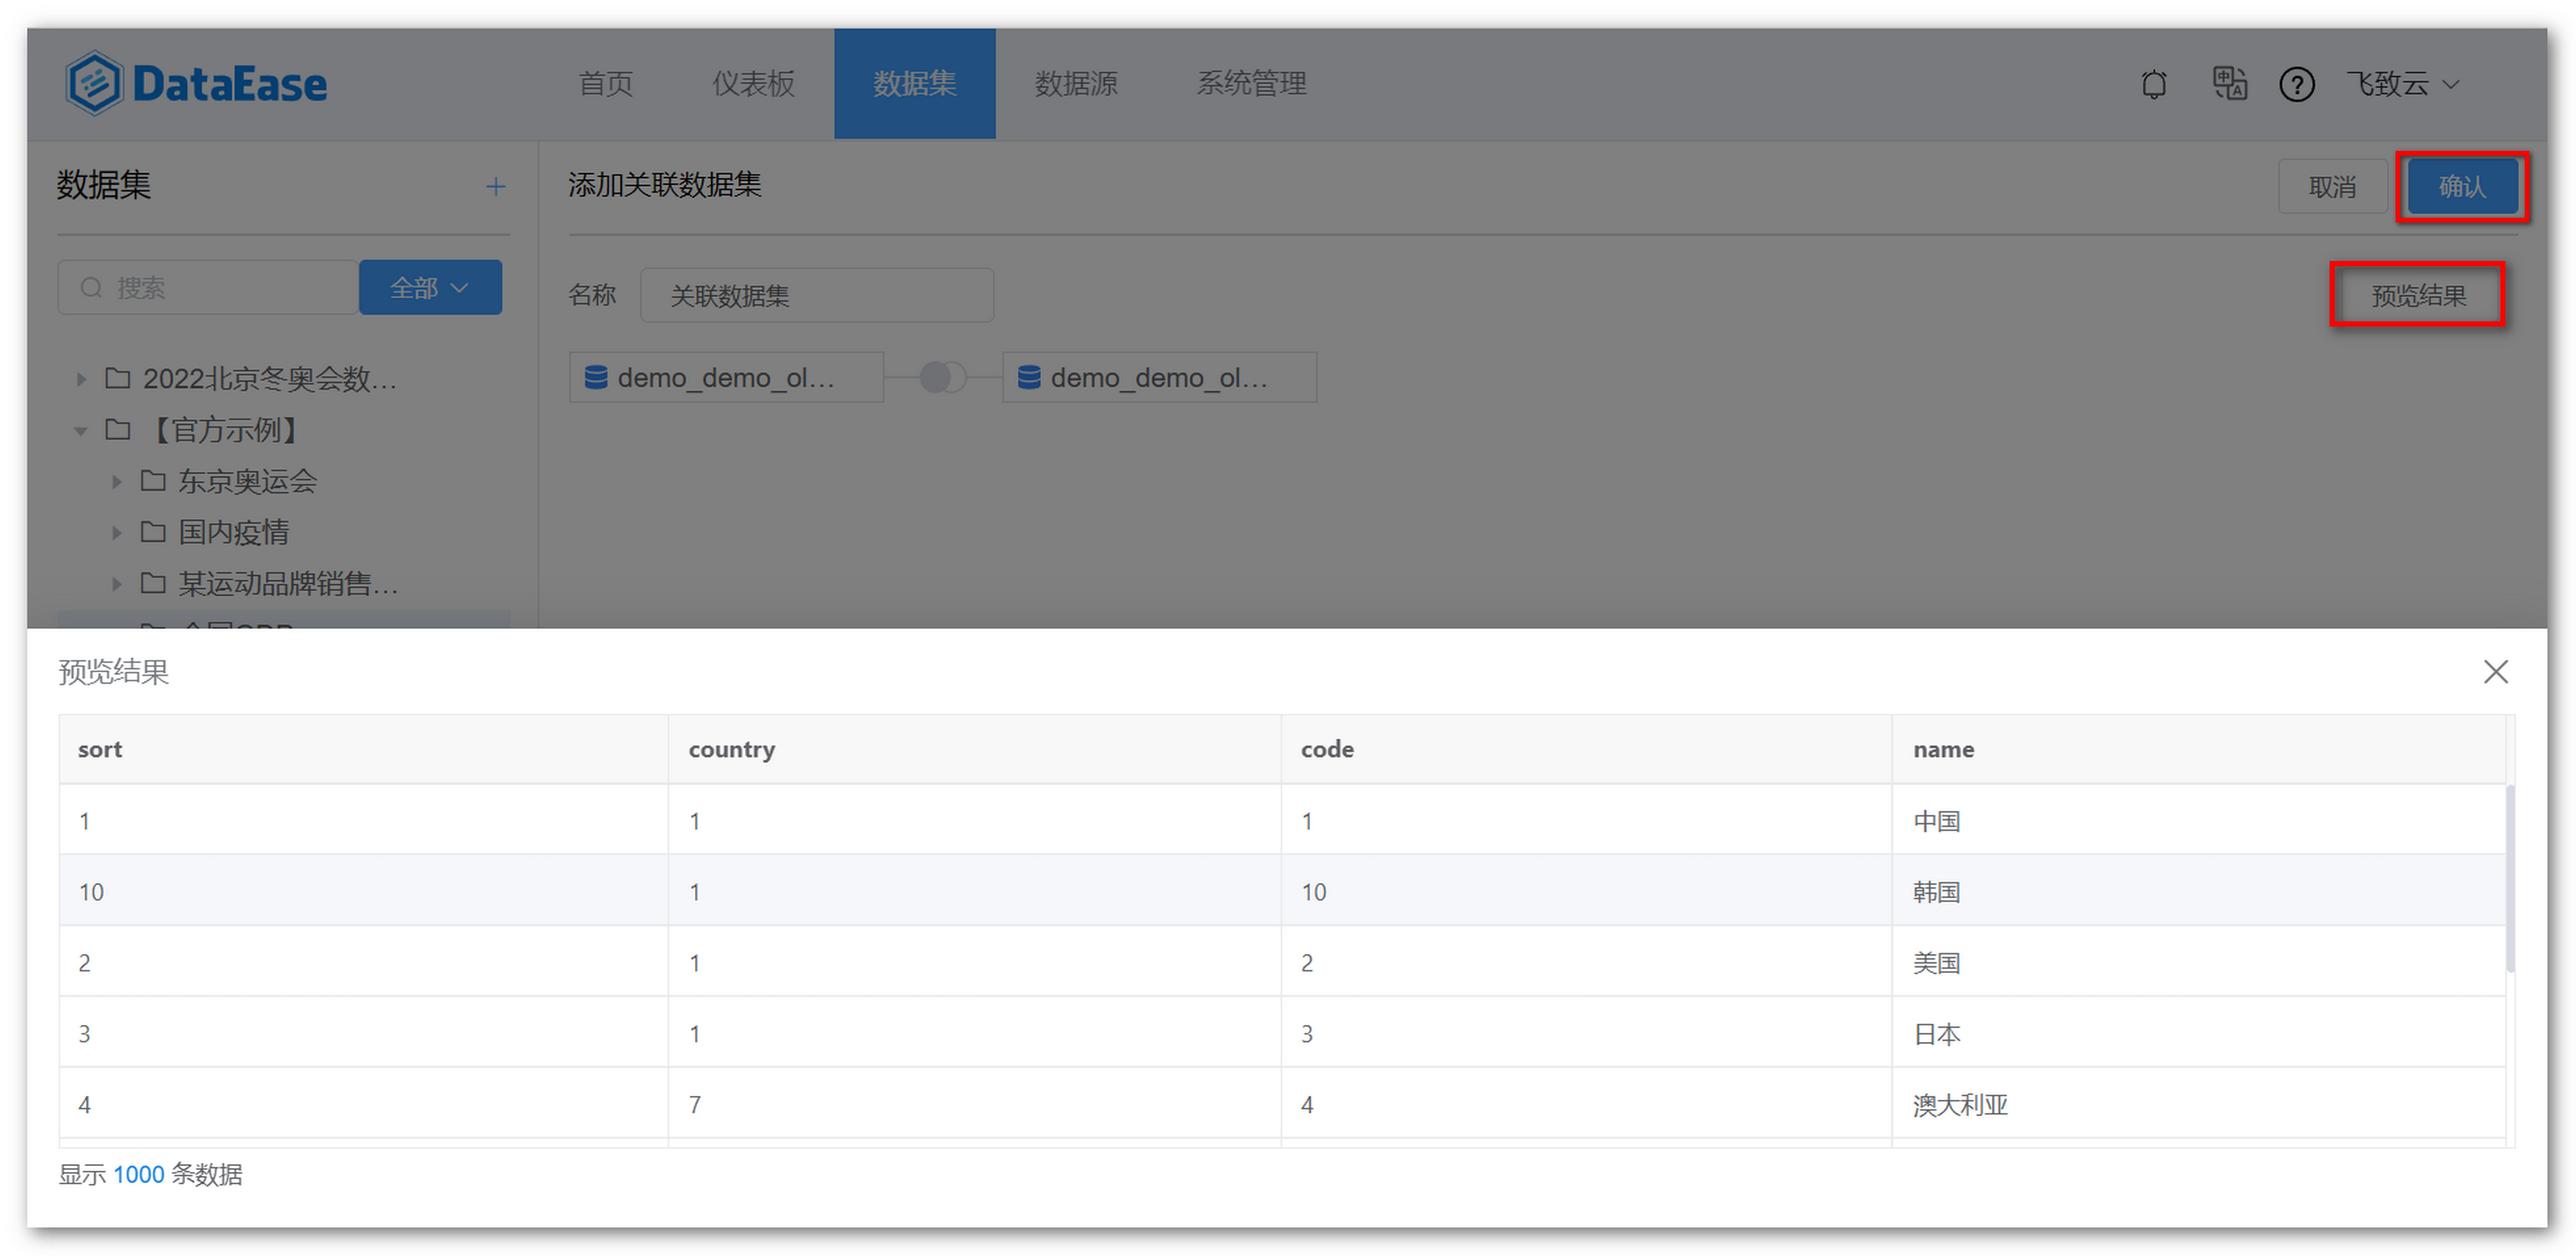 DataEase 首页 仪表板 数据集 数据源 系统管理 飞致云
数据集
添加关联数据集 取消 确认
搜索 全部
名称 关联数据集 预览结果
2022北京冬奥会数...
demo_demo_ol... demo_demo_ol...
【官方示例】
东京奥运会
国内疫情
某运动品牌销售...
预览结果
sort country code name
1 1 1 中国
10 1 10 韩国
2 1 2 美国
3 1 3 日本
4 7 4 澳大利亚
显示 1000 条数据